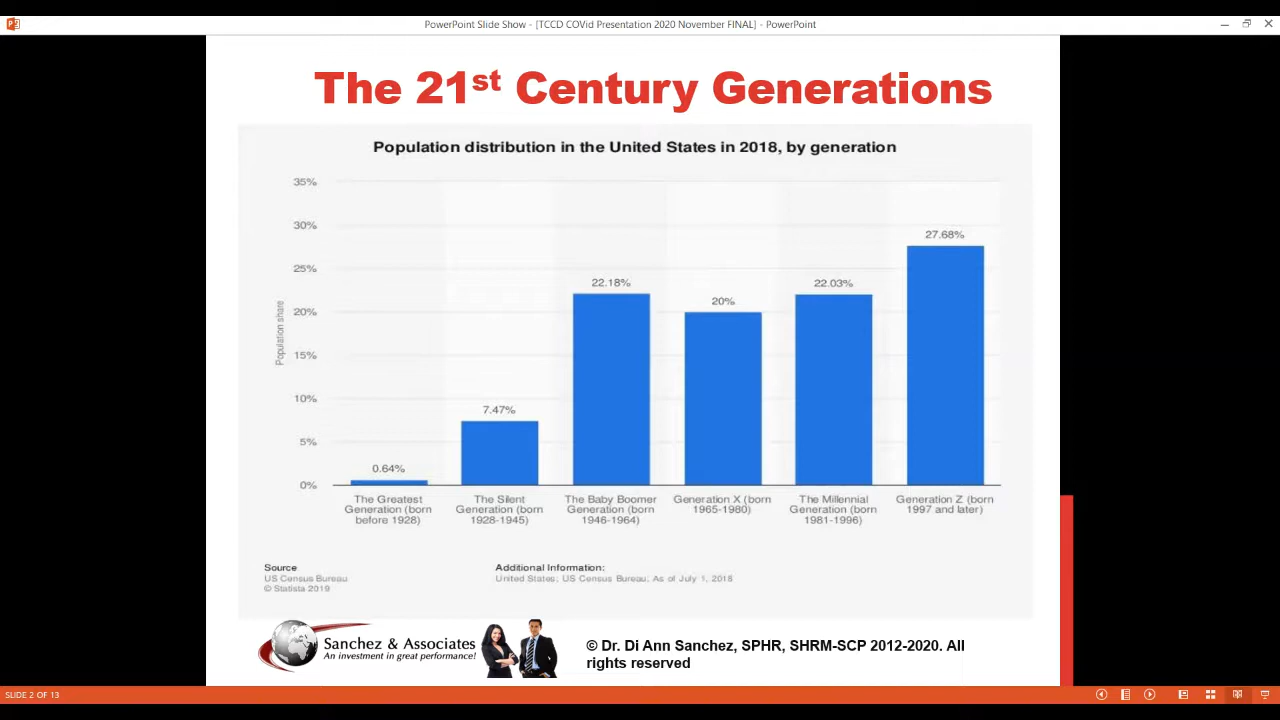 PowerPoint Slide Show - [TCCD COVid Presentation 2020 November FINAL] - PowerPoint
The 21st Century Generations
Population distribution in the United States in 2018, by generation
Population share
35%
30%
25%
20%
15%
10%
5%
0%
0.64%
7.47%
22.18%
20%
22.03%
27.68%
The Greatest
Generation (born
before 1928)
The Silent
Generation (born
1928-1945)
The Baby Boomer
Generation (born
1946-1964)
Generation X (born
1965-1980)
The Millennial
Generation (born
1981-1996)
Generation Z (born
1997 and later)
Source
US Census Bureau
© Statista 2019
Additional Information:
United States; US Census Bureau; As of July 1, 2018
Sanchez & Associates
An investment in great performance!
© Dr. Di Ann Sanchez, SPHR, SHRM-SCP 2012-2020. All
rights reserved
SLIDE 2 OF 13